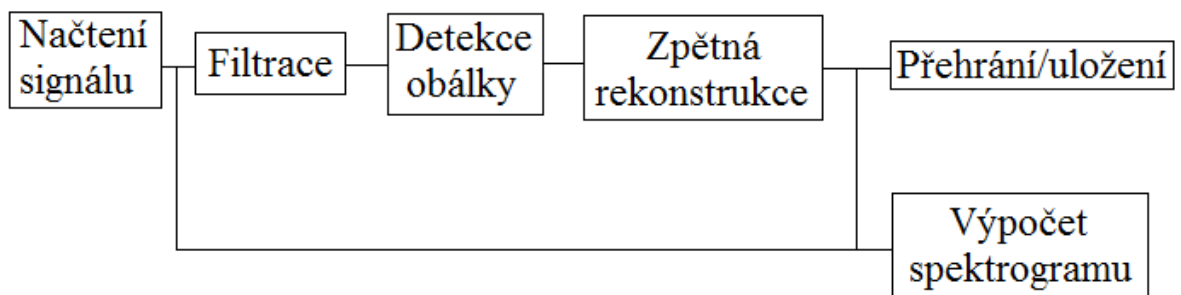 Načtení
signálu
Filtrace
Detekce
obálky
Zpětná
rekonstrukce
Přehrání/uložení
Výpočet
spektrogramu